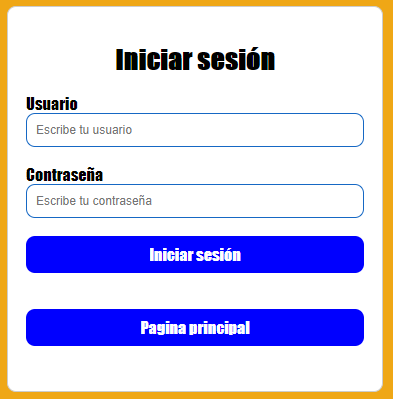 Iniciar sesión
Usuario
Escribe tu usuario
Contraseña
Escribe tu contraseña
Iniciar sesión
Pagina principal